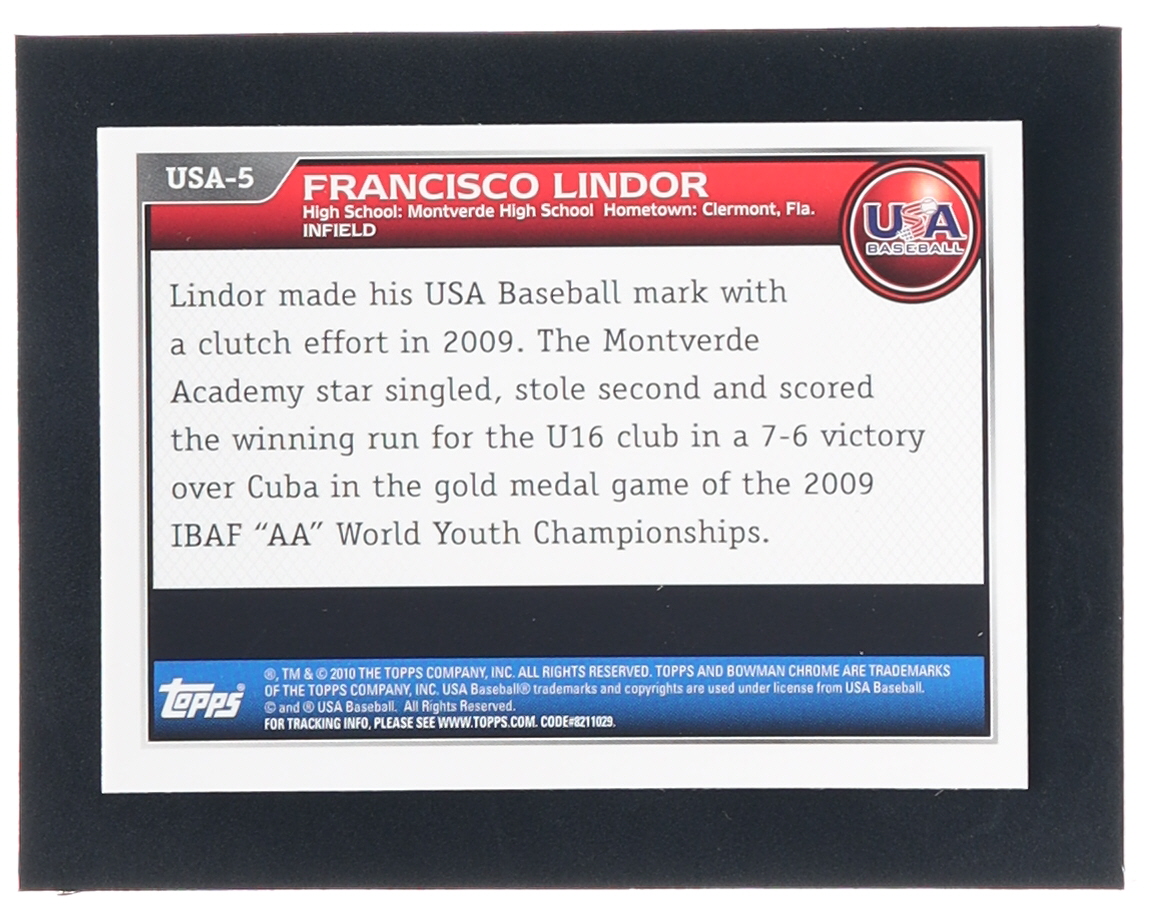 USA-5
FRANCISCO LINDOR
High School: Montverde High School Hometown: Clermont, Fla.
INFIELD
USA
BASEBALL
Lindor made his USA Baseball mark with
a clutch effort in 2009. The Montverde
Academy star singled, stole second and scored
the winning run for the U16 club in a 7-6 victory
over Cuba in the gold medal game of the 2009
IBAF “AA” World Youth Championships.
Topps®
®, TM & © 2010 THE TOPPS COMPANY, INC. ALL RIGHTS RESERVED. TOPPS AND BOWMAN CHROME ARE TRADEMARKS
OF THE TOPPS COMPANY, INC. USA Baseball® trademarks and copyrights are used under license from USA Baseball.
© and ® USA Baseball. All Rights Reserved.
FOR TRACKING INFO, PLEASE SEE WWW.TOPPS.COM. CODE#8211029.